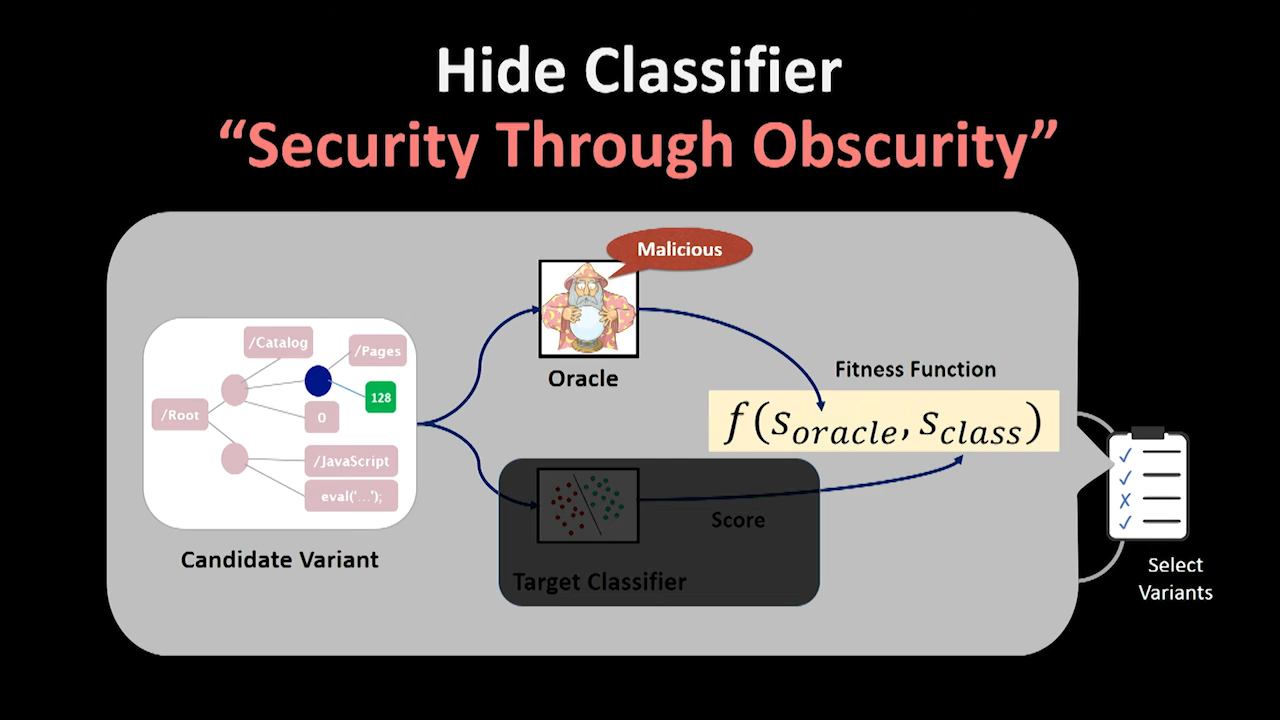 Hide Classifier
“Security Through Obscurity”
Malicious
/Catalog
/Pages
128
/Root
0
/JavaScript
eval('...');
Candidate Variant
Oracle
Fitness Function
f(s_oracle, s_class)
Score
Target Classifier
Select
Variants